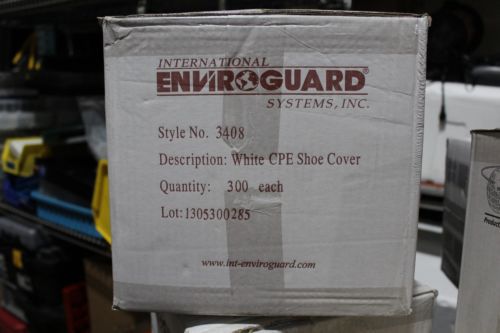 INTERNATIONAL
ENVIROGUARD®
SYSTEMS, INC.
Style No. 3408
Description: White CPE Shoe Cover
Quantity: 300 each
Lot: 1305300285
www.int-enviroguard.com
Product